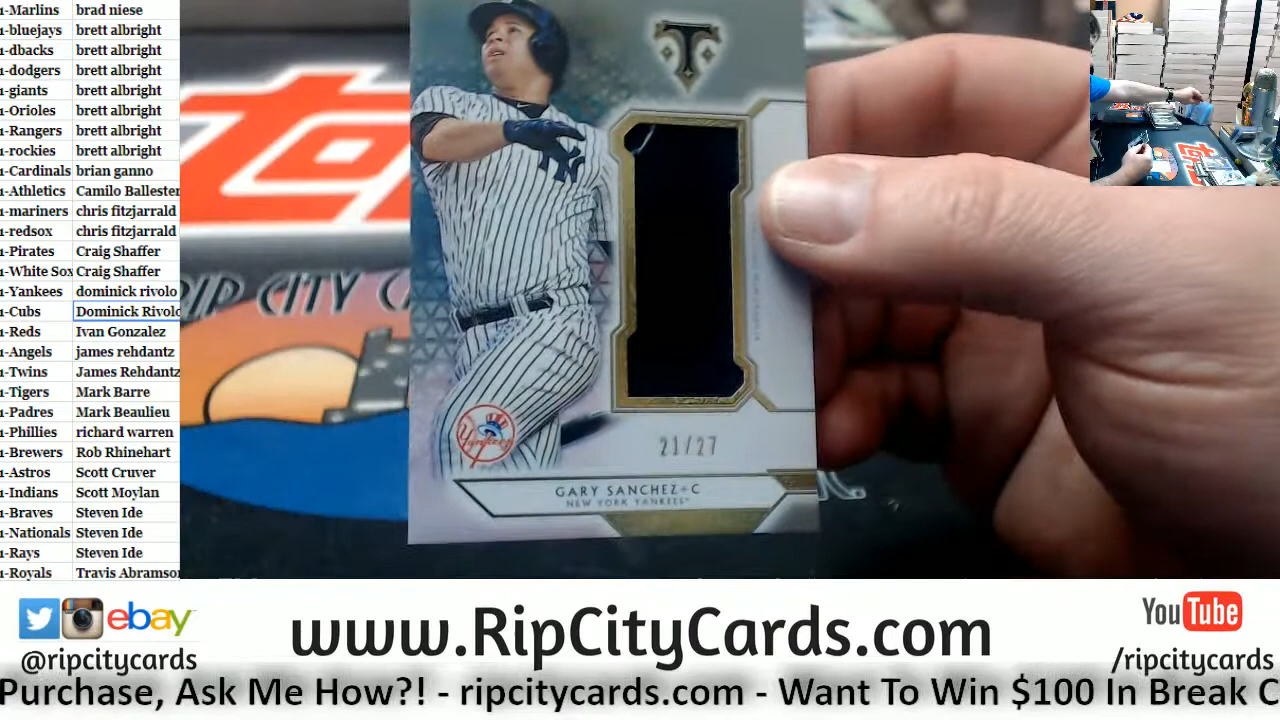 1-Marlins brad niese
1-bluejays brett albright
1-dbacks brett albright
1-dodgers brett albright
1-giants brett albright
1-Orioles brett albright
1-Rangers brett albright
1-rockies brett albright
1-Cardinals brian ganno
1-Athletics Camilo Ballester
1-mariners chris fitzjarrald
1-redsox chris fitzjarrald
1-Pirates Craig Shaffer
1-White Sox Craig Shaffer
1-Yankees dominick rivolo
1-Cubs Dominick Rivolo
1-Reds Ivan Gonzalez
1-Angels james rehdantz
1-Twins James Rehdantz
1-Tigers Mark Barre
1-Padres Mark Beaulieu
1-Phillies richard warren
1-Brewers Rob Rhinehart
1-Astros Scott Cruver
1-Indians Scott Moylan
1-Braves Steven Ide
1-Nationals Steven Ide
1-Rays Steven Ide
1-Royals Travis Abramson
RIP CITY C
T
NY
Yankees
21/27
GARY SANCHEZ - C
NEW YORK YANKEES
ebay
@ripcitycards
www.RipCityCards.com
YouTube
/ripcitycards
Purchase, Ask Me How?! - ripcitycards.com - Want To Win $100 In Break C